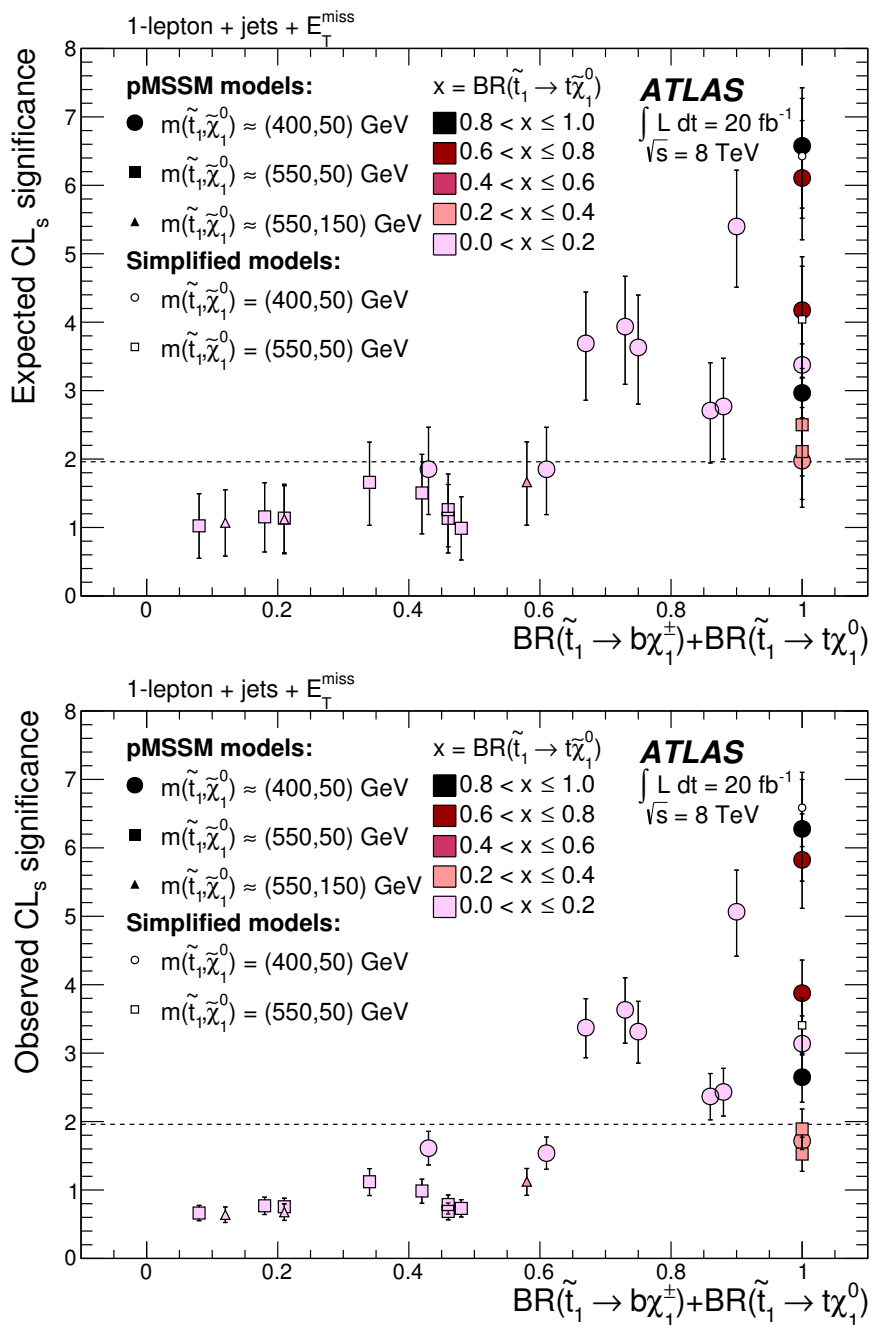 1-lepton + jets + E_T^miss
8
7
6
5
4
3
2
1
0
Expected CL_s significance
pMSSM models:
m(t̃_1,χ̃_1^0) ≈ (400,50) GeV
m(t̃_1,χ̃_1^0) ≈ (550,50) GeV
m(t̃_1,χ̃_1^0) ≈ (550,150) GeV
Simplified models:
m(t̃_1,χ̃_1^0) = (400,50) GeV
m(t̃_1,χ̃_1^0) = (550,50) GeV
x = BR(t̃_1 → tχ̃_1^0)
0.8 < x ≤ 1.0
0.6 < x ≤ 0.8
0.4 < x ≤ 0.6
0.2 < x ≤ 0.4
0.0 < x ≤ 0.2
ATLAS
∫ L dt = 20 fb^-1
√s = 8 TeV
0 0.2 0.4 0.6 0.8 1
BR(t̃_1 → bχ_1^±)+BR(t̃_1 → tχ_1^0)
1-lepton + jets + E_T^miss
8
7
6
5
4
3
2
1
0
Observed CL_s significance
pMSSM models:
m(t̃_1,χ̃_1^0) ≈ (400,50) GeV
m(t̃_1,χ̃_1^0) ≈ (550,50) GeV
m(t̃_1,χ̃_1^0) ≈ (550,150) GeV
Simplified models:
m(t̃_1,χ̃_1^0) = (400,50) GeV
m(t̃_1,χ̃_1^0) = (550,50) GeV
x = BR(t̃_1 → tχ̃_1^0)
0.8 < x ≤ 1.0
0.6 < x ≤ 0.8
0.4 < x ≤ 0.6
0.2 < x ≤ 0.4
0.0 < x ≤ 0.2
ATLAS
∫ L dt = 20 fb^-1
√s = 8 TeV
0 0.2 0.4 0.6 0.8 1
BR(t̃_1 → bχ_1^±)+BR(t̃_1 → tχ_1^0)